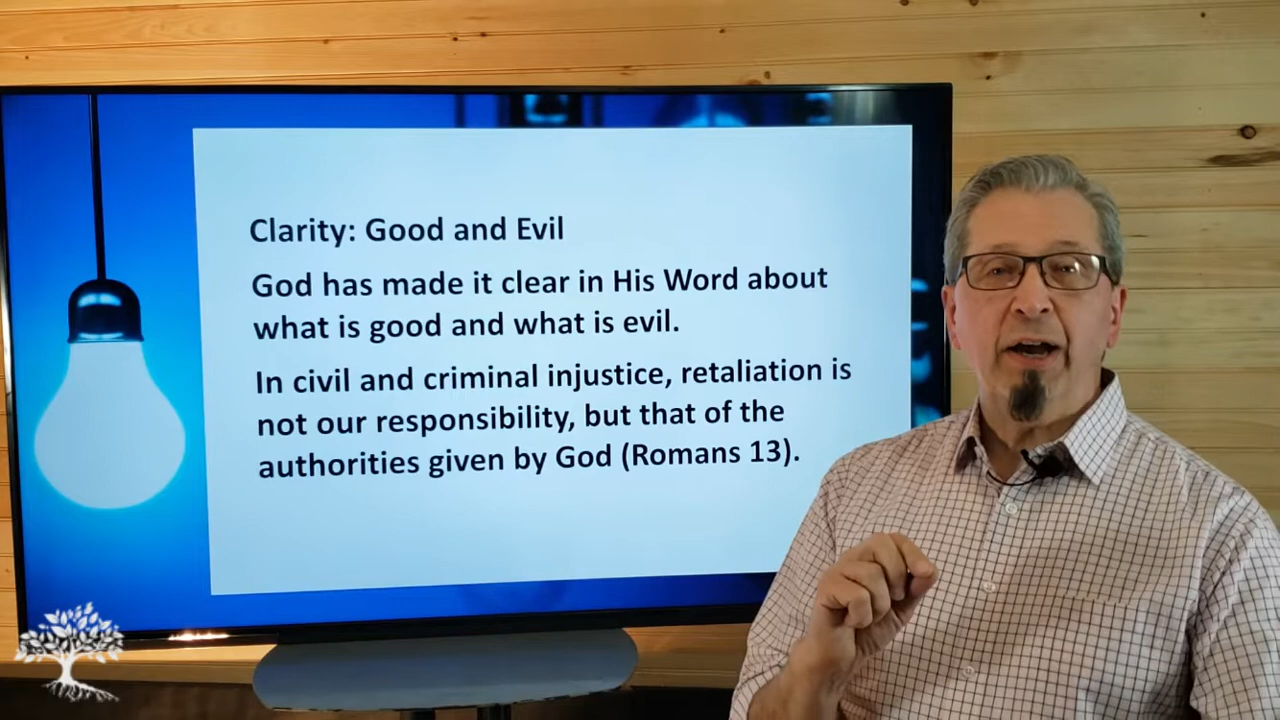 Clarity: Good and Evil
God has made it clear in His Word about
what is good and what is evil.
In civil and criminal injustice, retaliation is
not our responsibility, but that of the
authorities given by God (Romans 13).